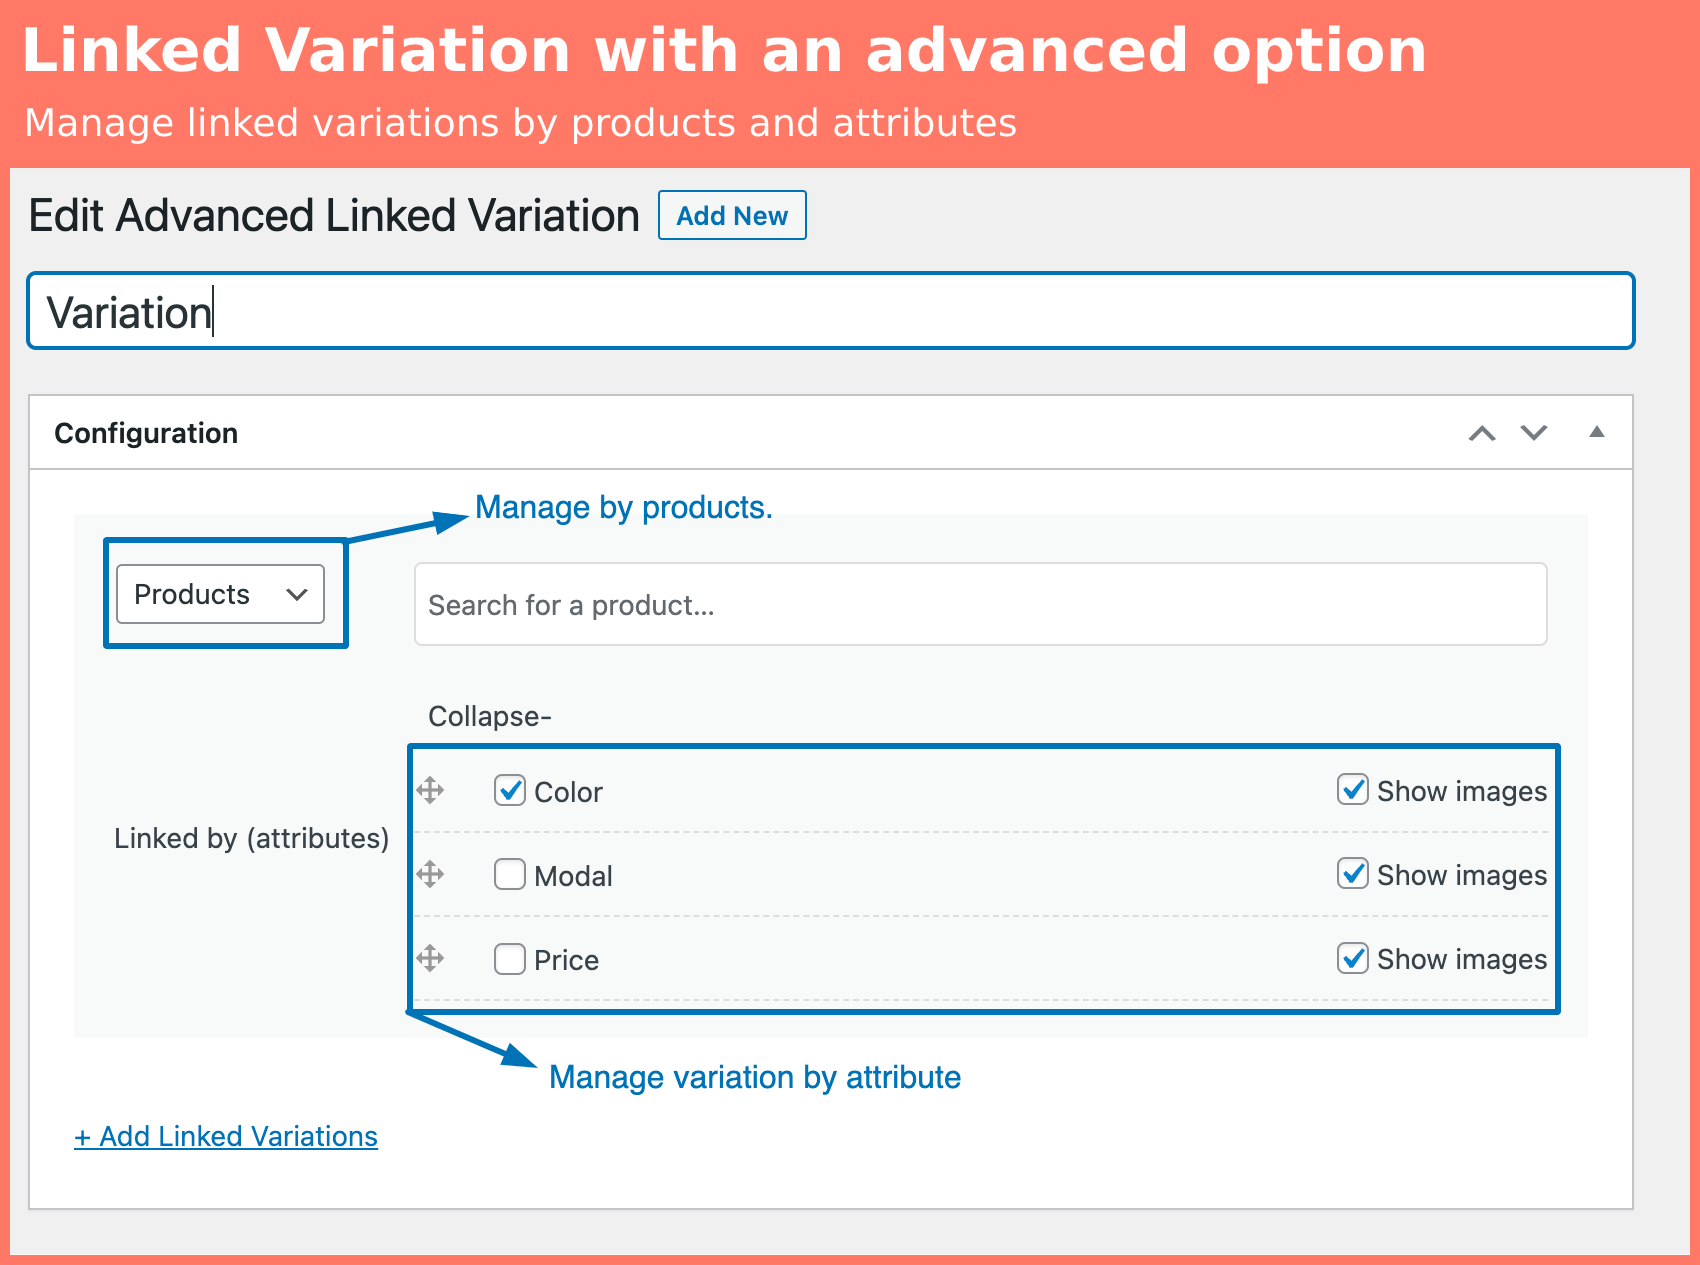 Linked Variation with an advanced option
Manage linked variations by products and attributes
Edit Advanced Linked Variation
Add New
Variation
Configuration
Manage by products.
Products
Search for a product...
Collapse-
Linked by (attributes)
Color
Show images
Modal
Show images
Price
Show images
Manage variation by attribute
+ Add Linked Variations